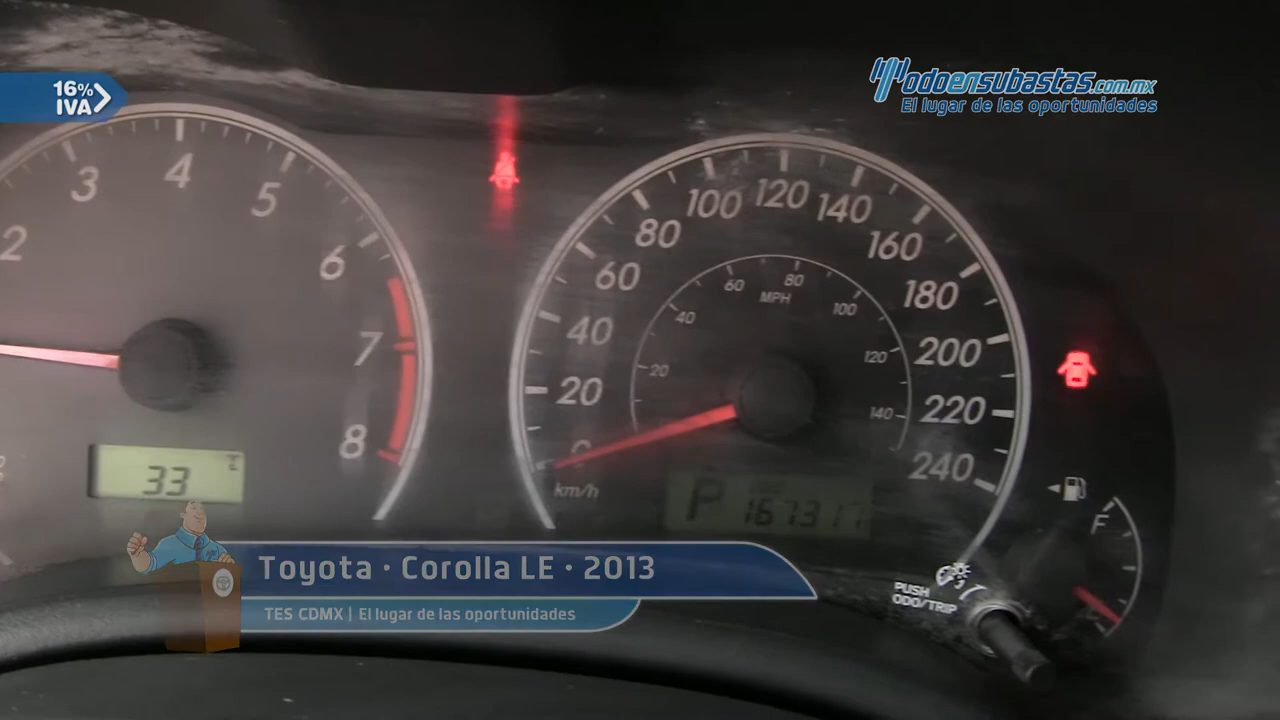 16%
IVA
Todoensubastas.com.mx
El lugar de las oportunidades
2
3
4
5
6
7
8
33
°C
20
40
60
80
100
120
140
160
180
200
220
240
km/h
20
40
60
80
100
120
140
MPH
P
167317
F
PUSH
ODO/TRIP
Toyota · Corolla LE · 2013
TES CDMX | El lugar de las oportunidades